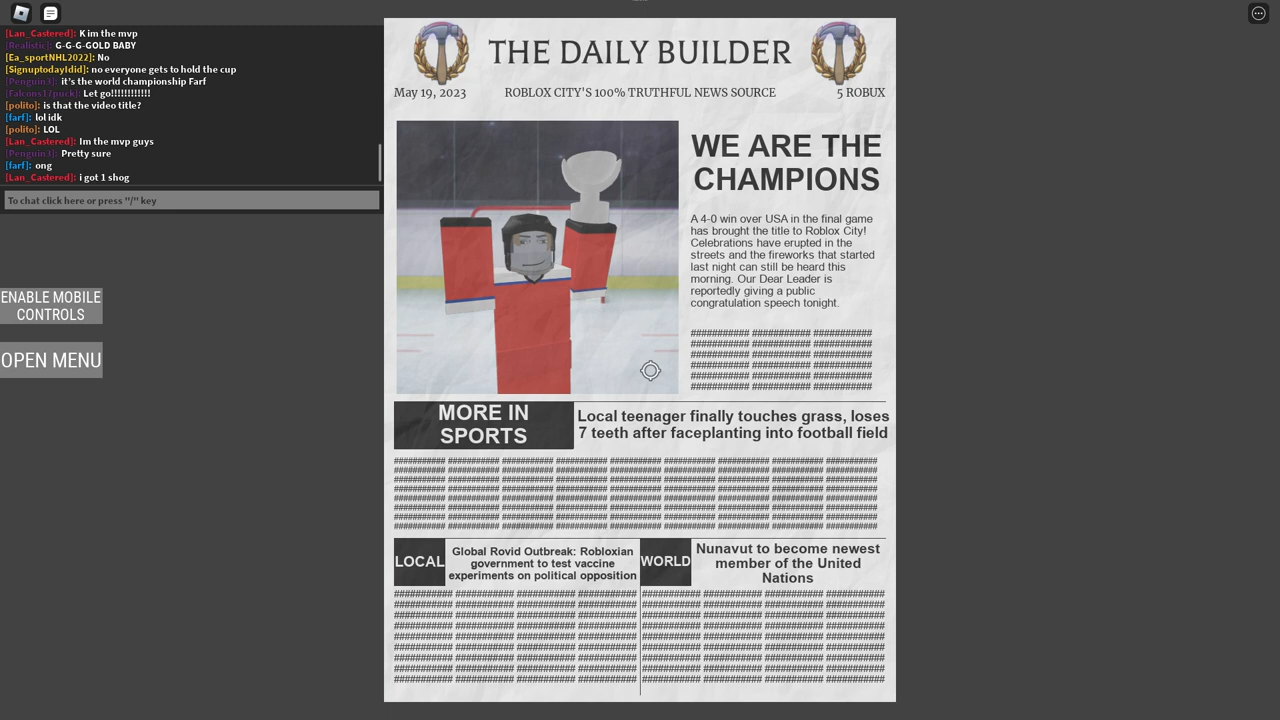 [Lan_Castered]: K im the mvp
[Realistic]: G-G-G-GOLD BABY
[Ea_sportNHL2022]: No
[SignuptodayIdid]: no everyone gets to hold the cup
[Penguin3]: it's the world championship Farf
[Falcons17puck]: Let go!!!!!!!!!!!!
[polito]: is that the video title?
[farf]: lol idk
[polito]: LOL
[Lan_Castered]: Im the mvp guys
[Penguin3]: Pretty sure
[farf]: ong
[Lan_Castered]: i got 1 shog
To chat click here or press "/" key
ENABLE MOBILE
CONTROLS
OPEN MENU
THE DAILY BUILDER
May 19, 2023 ROBLOX CITY'S 100% TRUTHFUL NEWS SOURCE 5 ROBUX
WE ARE THE
CHAMPIONS
A 4-0 win over USA in the final game
has brought the title to Roblox City!
Celebrations have erupted in the
streets and the fireworks that started
last night can still be heard this
morning. Our Dear Leader is
reportedly giving a public
congratulation speech tonight.
########### ########### ###########
########### ########### ###########
########### ########### ###########
########### ########### ###########
########### ########### ###########
########### ########### ###########
MORE IN
SPORTS
Local teenager finally touches grass, loses
7 teeth after faceplanting into football field
########### ########### ########### ########### ########### ########### ########### ########### ###########
########### ########### ########### ########### ########### ########### ########### ########### ###########
########### ########### ########### ########### ########### ########### ########### ########### ###########
########### ########### ########### ########### ########### ########### ########### ########### ###########
########### ########### ########### ########### ########### ########### ########### ########### ###########
########### ########### ########### ########### ########### ########### ########### ########### ###########
########### ########### ########### ########### ########### ########### ########### ########### ###########
########### ########### ########### ########### ########### ########### ########### ########### ###########
LOCAL
Global Rovid Outbreak: Robloxian
government to test vaccine
experiments on political opposition
########### ########### ########### ###########
########### ########### ########### ###########
########### ########### ########### ###########
########### ########### ########### ###########
########### ########### ########### ###########
########### ########### ########### ###########
########### ########### ########### ###########
########### ########### ########### ###########
########### ########### ########### ###########
WORLD
Nunavut to become newest
member of the United
Nations
########### ########### ########### ###########
########### ########### ########### ###########
########### ########### ########### ###########
########### ########### ########### ###########
########### ########### ########### ###########
########### ########### ########### ###########
########### ########### ########### ###########
########### ########### ########### ###########
########### ########### ########### ###########